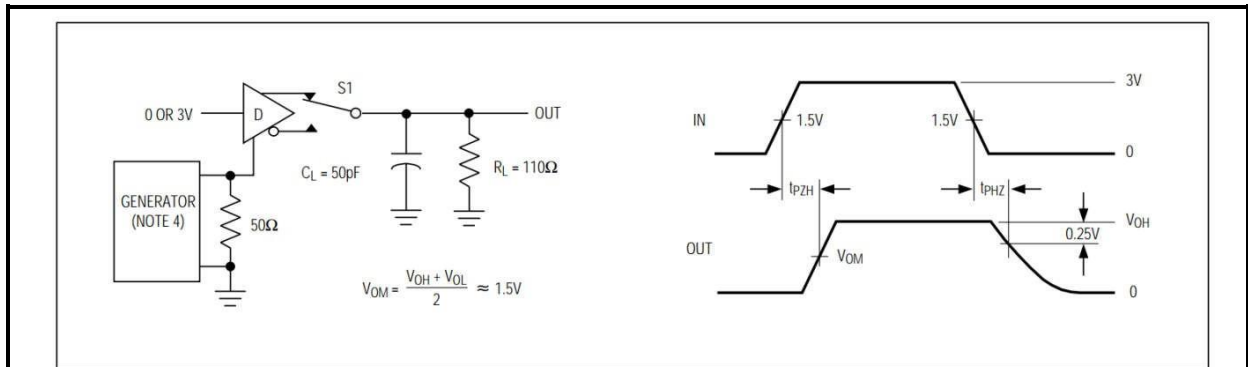 S1
0 OR 3V
D
OUT
C_L = 50pF
R_L = 110Ω
GENERATOR
(NOTE 4)
50Ω
V_OM = (V_OH + V_OL) / 2 ≈ 1.5V
3V
IN
1.5V
1.5V
0
t_PZH
t_PHZ
V_OH
0.25V
OUT
V_OM
0